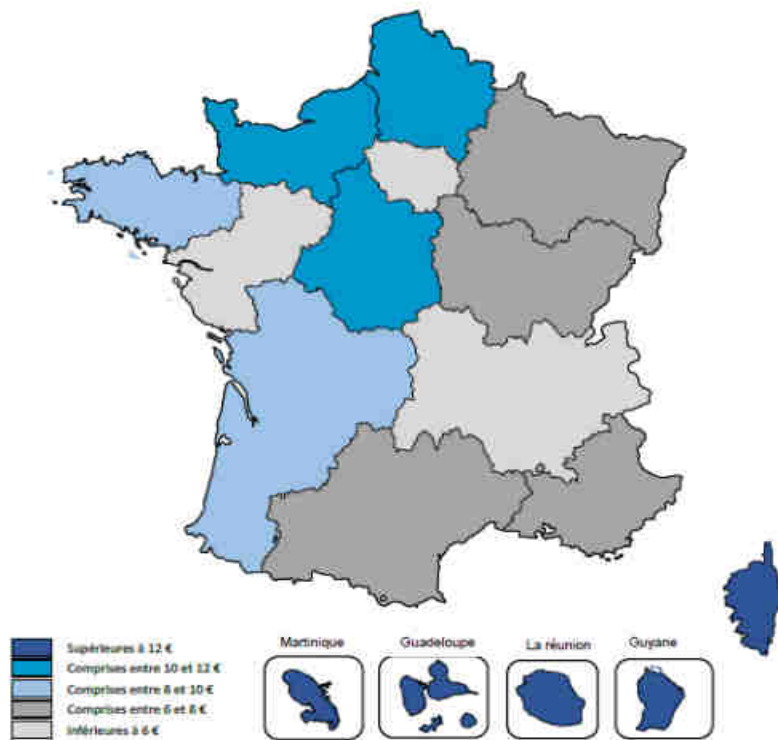 Martinique
Guadeloupe
La réunion
Guyane
Supérieures à 12 €
Comprises entre 10 et 12 €
Comprises entre 8 et 10 €
Comprises entre 6 et 8 €
Inférieures à 6 €